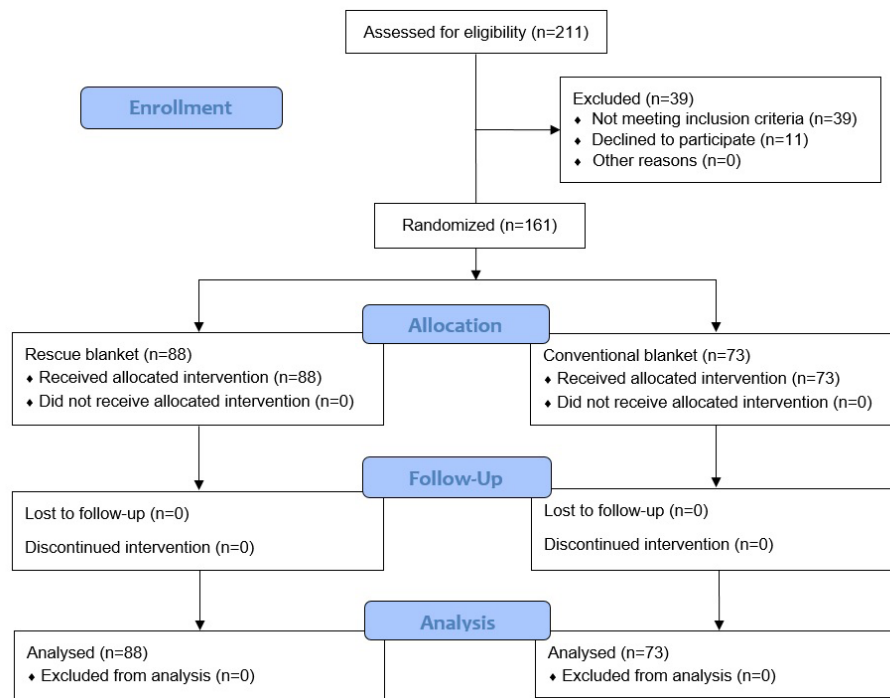 Assessed for eligibility (n=211)
Enrollment
Excluded (n=39)
♦ Not meeting inclusion criteria (n=39)
♦ Declined to participate (n=11)
♦ Other reasons (n=0)
Randomized (n=161)
Allocation
Rescue blanket (n=88)
♦ Received allocated intervention (n=88)
♦ Did not receive allocated intervention (n=0)
Conventional blanket (n=73)
♦ Received allocated intervention (n=73)
♦ Did not receive allocated intervention (n=0)
Follow-Up
Lost to follow-up (n=0)
Discontinued intervention (n=0)
Lost to follow-up (n=0)
Discontinued intervention (n=0)
Analysis
Analysed (n=88)
♦ Excluded from analysis (n=0)
Analysed (n=73)
♦ Excluded from analysis (n=0)